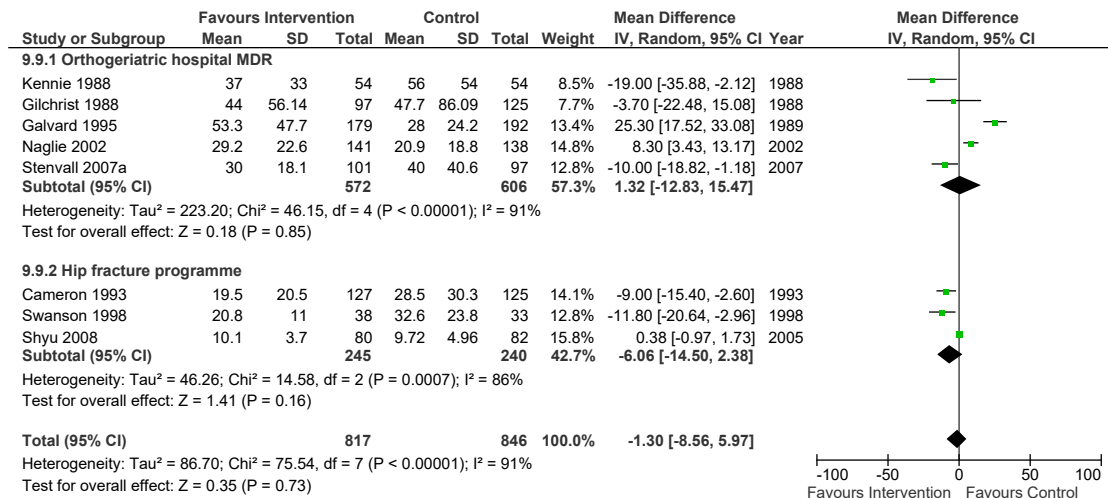 Favours Intervention Control Mean Difference Mean Difference
Study or Subgroup Mean SD Total Mean SD Total Weight IV, Random, 95% CI Year IV, Random, 95% CI
9.9.1 Orthogeriatric hospital MDR
Kennie 1988 37 33 54 56 54 54 8.5% -19.00 [-35.88, -2.12] 1988
Gilchrist 1988 44 56.14 97 47.7 86.09 125 7.7% -3.70 [-22.48, 15.08] 1988
Galvard 1995 53.3 47.7 179 28 24.2 192 13.4% 25.30 [17.52, 33.08] 1989
Naglie 2002 29.2 22.6 141 20.9 18.8 138 14.8% 8.30 [3.43, 13.17] 2002
Stenvall 2007a 30 18.1 101 40 40.6 97 12.8% -10.00 [-18.82, -1.18] 2007
Subtotal (95% CI) 572 606 57.3% 1.32 [-12.83, 15.47]
Heterogeneity: Tau² = 223.20; Chi² = 46.15, df = 4 (P < 0.00001); I² = 91%
Test for overall effect: Z = 0.18 (P = 0.85)
9.9.2 Hip fracture programme
Cameron 1993 19.5 20.5 127 28.5 30.3 125 14.1% -9.00 [-15.40, -2.60] 1993
Swanson 1998 20.8 11 38 32.6 23.8 33 12.8% -11.80 [-20.64, -2.96] 1998
Shyu 2008 10.1 3.7 80 9.72 4.96 82 15.8% 0.38 [-0.97, 1.73] 2005
Subtotal (95% CI) 245 240 42.7% -6.06 [-14.50, 2.38]
Heterogeneity: Tau² = 46.26; Chi² = 14.58, df = 2 (P = 0.0007); I² = 86%
Test for overall effect: Z = 1.41 (P = 0.16)
Total (95% CI) 817 846 100.0% -1.30 [-8.56, 5.97]
Heterogeneity: Tau² = 86.70; Chi² = 75.54, df = 7 (P < 0.00001); I² = 91%
Test for overall effect: Z = 0.35 (P = 0.73)
-100 -50 0 50 100
Favours Intervention Favours Control